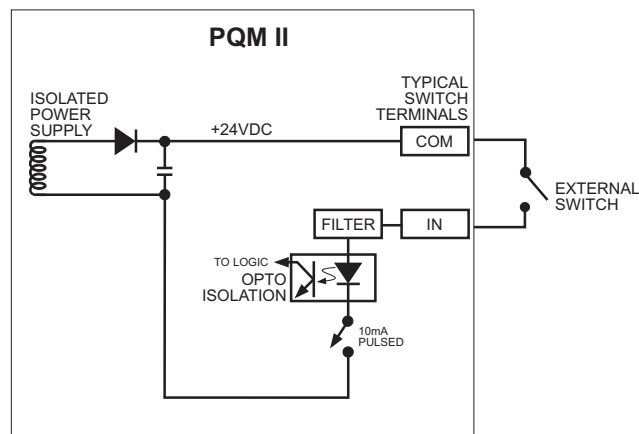 PQM II
ISOLATED
POWER
SUPPLY
+24VDC
TYPICAL
SWITCH
TERMINALS
COM
EXTERNAL
SWITCH
FILTER
IN
TO LOGIC
OPTO
ISOLATION
10mA
PULSED